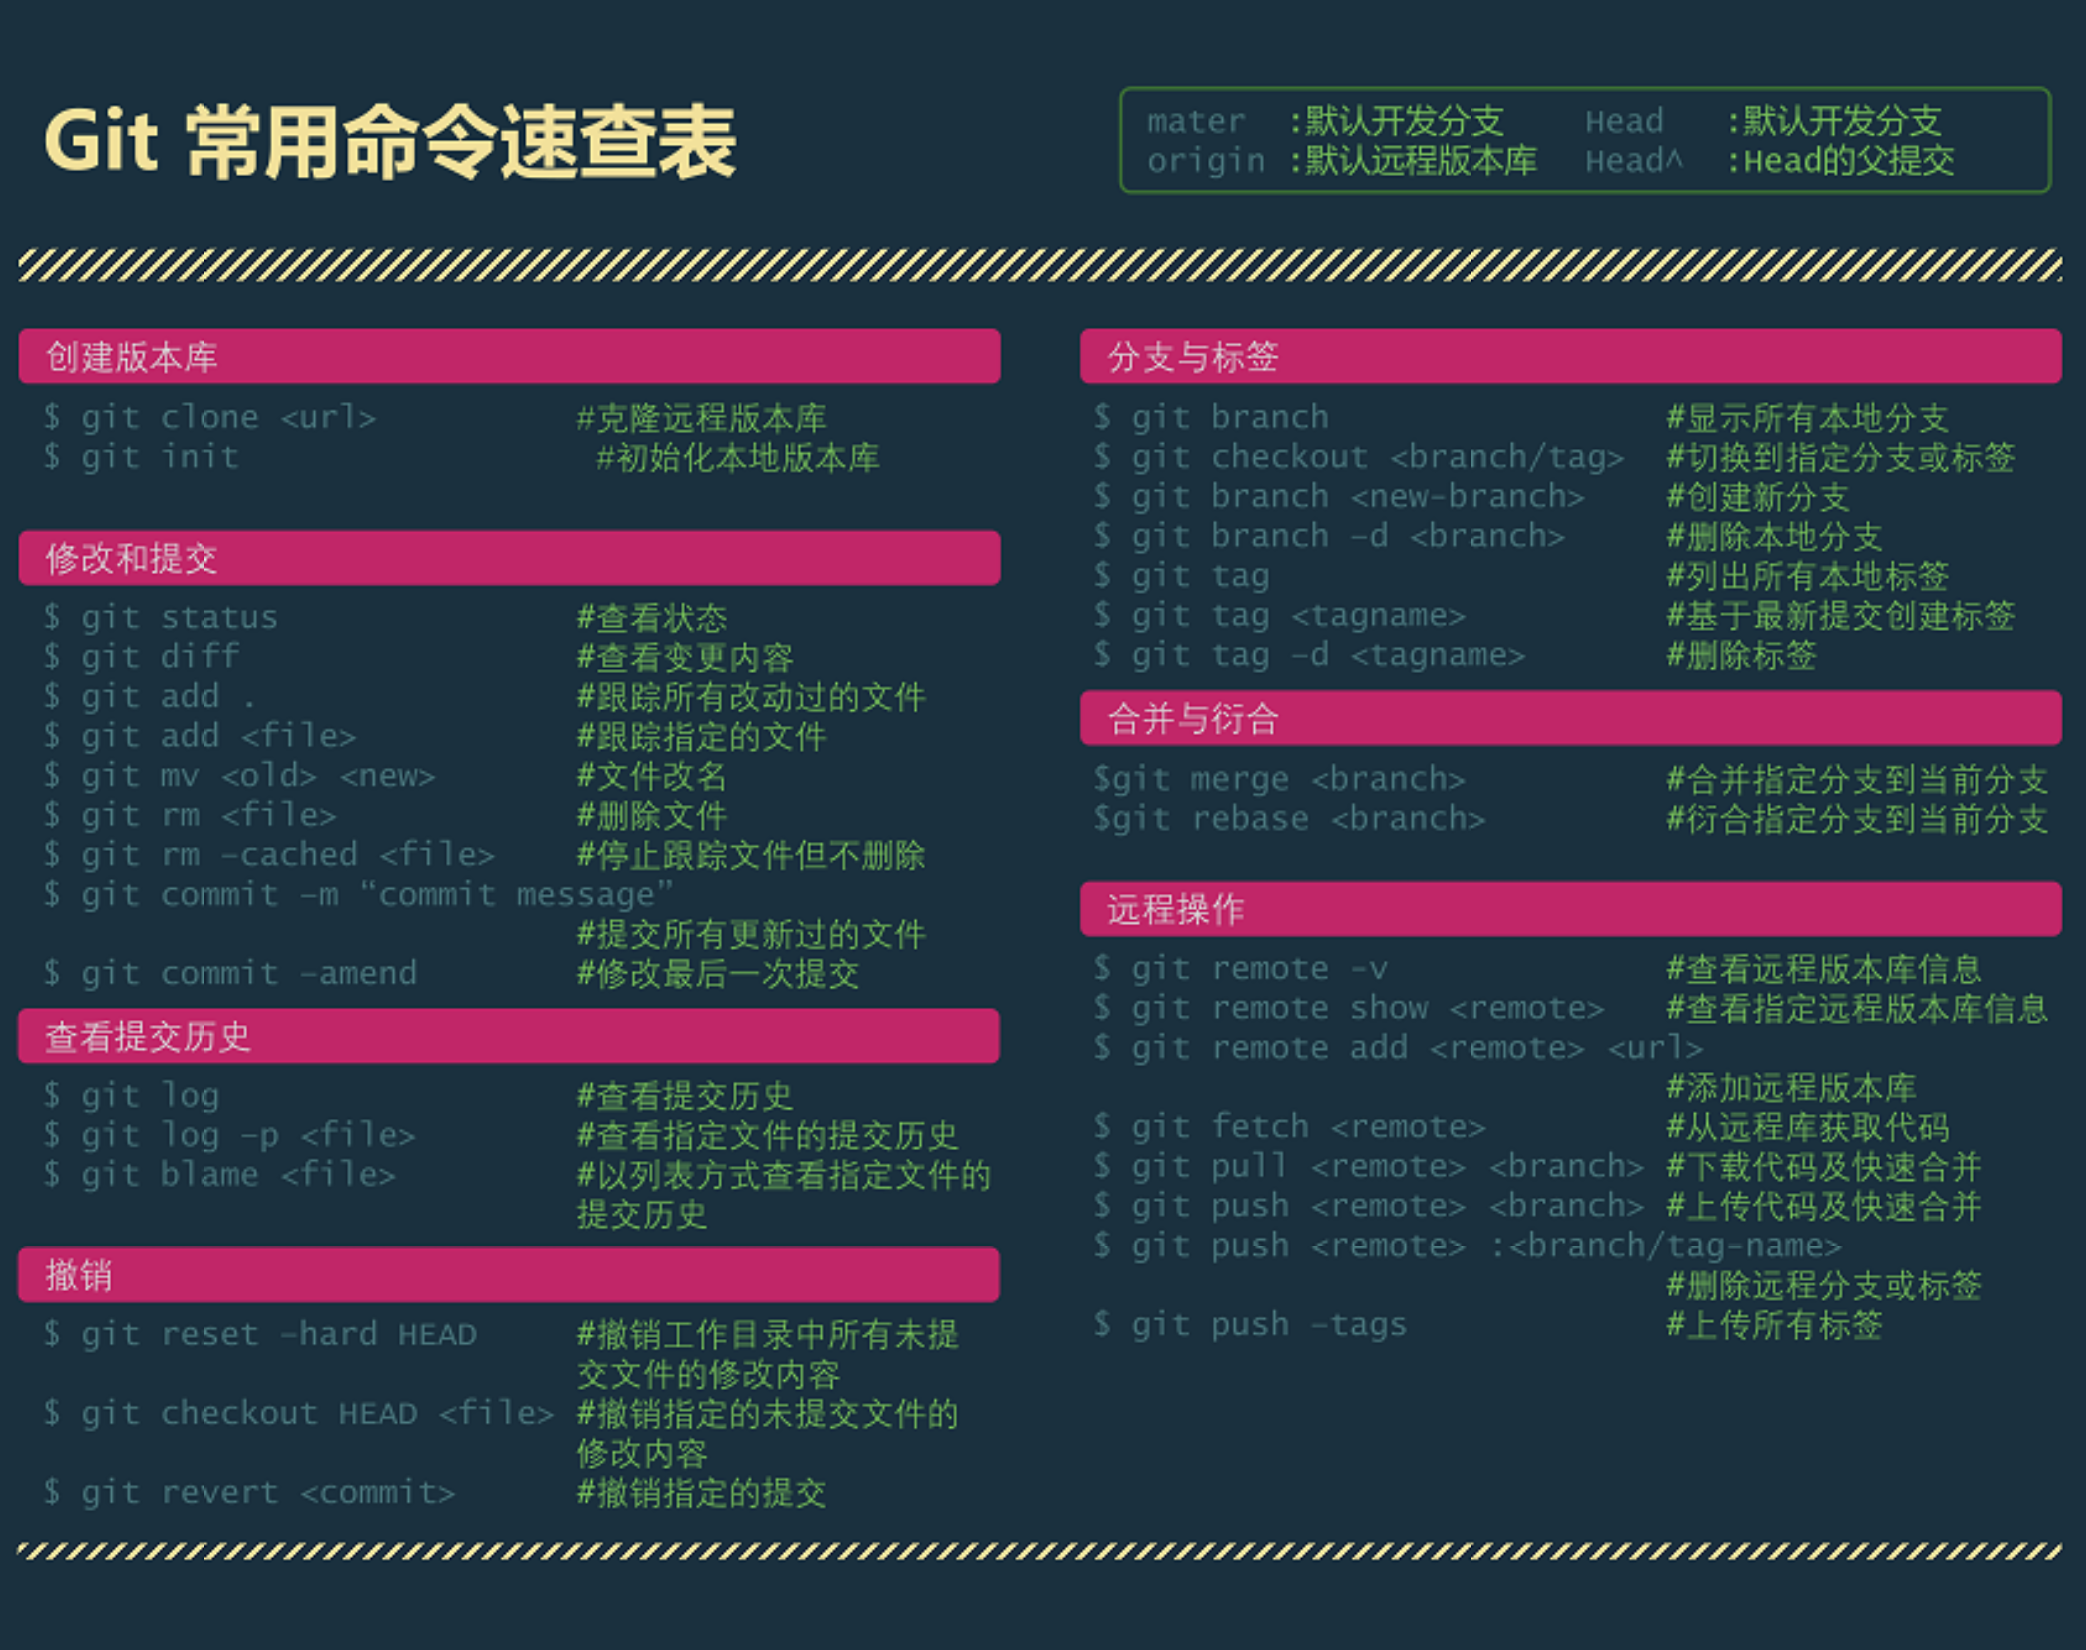 Git 常用命令速查表
mater :默认开发分支 Head :默认开发分支
origin :默认远程版本库 Head^ :Head的父提交
创建版本库
$ git clone <url> #克隆远程版本库
$ git init #初始化本地版本库
修改和提交
$ git status #查看状态
$ git diff #查看变更内容
$ git add . #跟踪所有改动过的文件
$ git add <file> #跟踪指定的文件
$ git mv <old> <new> #文件改名
$ git rm <file> #删除文件
$ git rm –cached <file> #停止跟踪文件但不删除
$ git commit –m “commit message”
#提交所有更新过的文件
$ git commit –amend #修改最后一次提交
查看提交历史
$ git log #查看提交历史
$ git log –p <file> #查看指定文件的提交历史
$ git blame <file> #以列表方式查看指定文件的
提交历史
撤销
$ git reset –hard HEAD #撤销工作目录中所有未提
交文件的修改内容
$ git checkout HEAD <file> #撤销指定的未提交文件的
修改内容
$ git revert <commit> #撤销指定的提交
分支与标签
$ git branch #显示所有本地分支
$ git checkout <branch/tag> #切换到指定分支或标签
$ git branch <new-branch> #创建新分支
$ git branch –d <branch> #删除本地分支
$ git tag #列出所有本地标签
$ git tag <tagname> #基于最新提交创建标签
$ git tag –d <tagname> #删除标签
合并与衍合
$git merge <branch> #合并指定分支到当前分支
$git rebase <branch> #衍合指定分支到当前分支
远程操作
$ git remote -v #查看远程版本库信息
$ git remote show <remote> #查看指定远程版本库信息
$ git remote add <remote> <url>
#添加远程版本库
$ git fetch <remote> #从远程库获取代码
$ git pull <remote> <branch> #下载代码及快速合并
$ git push <remote> <branch> #上传代码及快速合并
$ git push <remote> :<branch/tag-name>
#删除远程分支或标签
$ git push –tags #上传所有标签